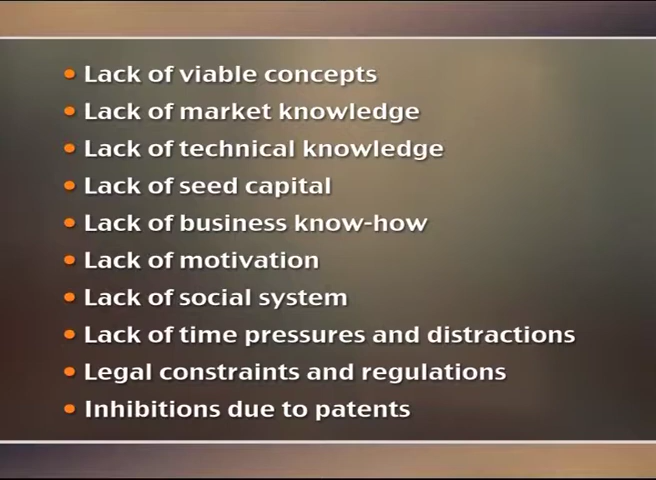 Lack of viable concepts
Lack of market knowledge
Lack of technical knowledge
Lack of seed capital
Lack of business know-how
Lack of motivation
Lack of social system
Lack of time pressures and distractions
Legal constraints and regulations
Inhibitions due to patents